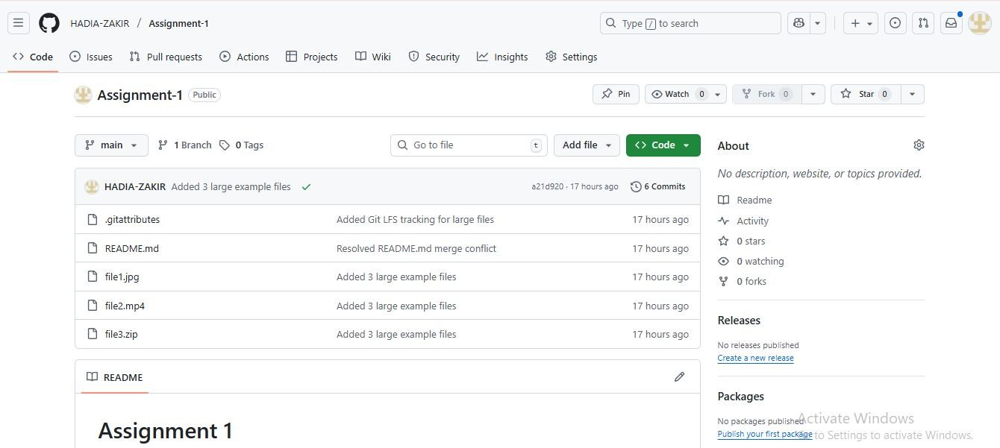 HADIA-ZAKIR / Assignment-1 Type / to search
Code Issues Pull requests Actions Projects Wiki Security Insights Settings
Assignment-1 Public Pin Watch 0 Fork 0 Star 0
main 1 Branch 0 Tags Go to file t Add file Code
HADIA-ZAKIR Added 3 large example files a21d920 · 17 hours ago 6 Commits
.gitattributes Added Git LFS tracking for large files 17 hours ago
README.md Resolved README.md merge conflict 17 hours ago
file1.jpg Added 3 large example files 17 hours ago
file2.mp4 Added 3 large example files 17 hours ago
file3.zip Added 3 large example files 17 hours ago
README
Assignment 1
About
No description, website, or topics provided.
Readme
Activity
0 stars
0 watching
0 forks
Releases
No releases published
Create a new release
Packages
No packages published
Publish your first package
Activate Windows
Go to Settings to activate Windows.